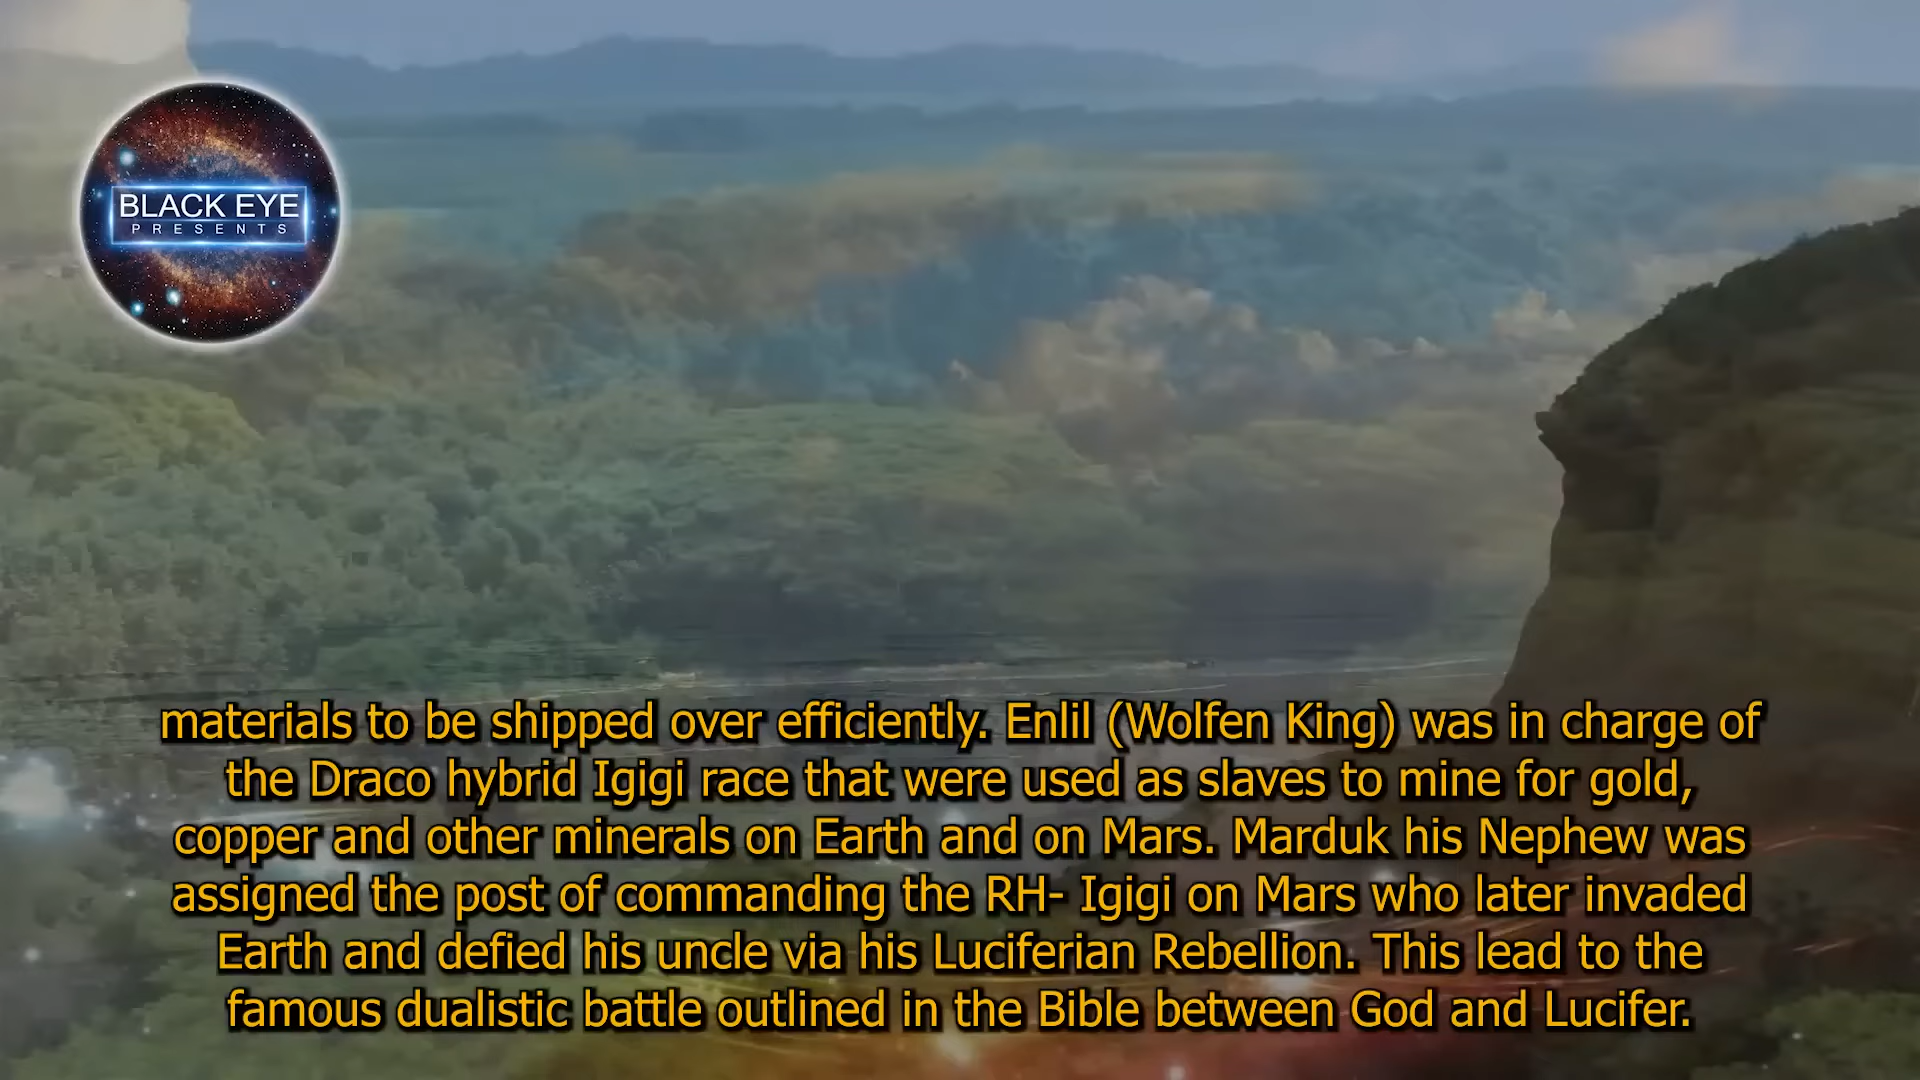 BLACK EYE
PRESENTS
materials to be shipped over efficiently. Enlil (Wolfen King) was in charge of
the Draco hybrid Igigi race that were used as slaves to mine for gold,
copper and other minerals on Earth and on Mars. Marduk his Nephew was
assigned the post of commanding the RH- Igigi on Mars who later invaded
Earth and defied his uncle via his Luciferian Rebellion. This lead to the
famous dualistic battle outlined in the Bible between God and Lucifer.